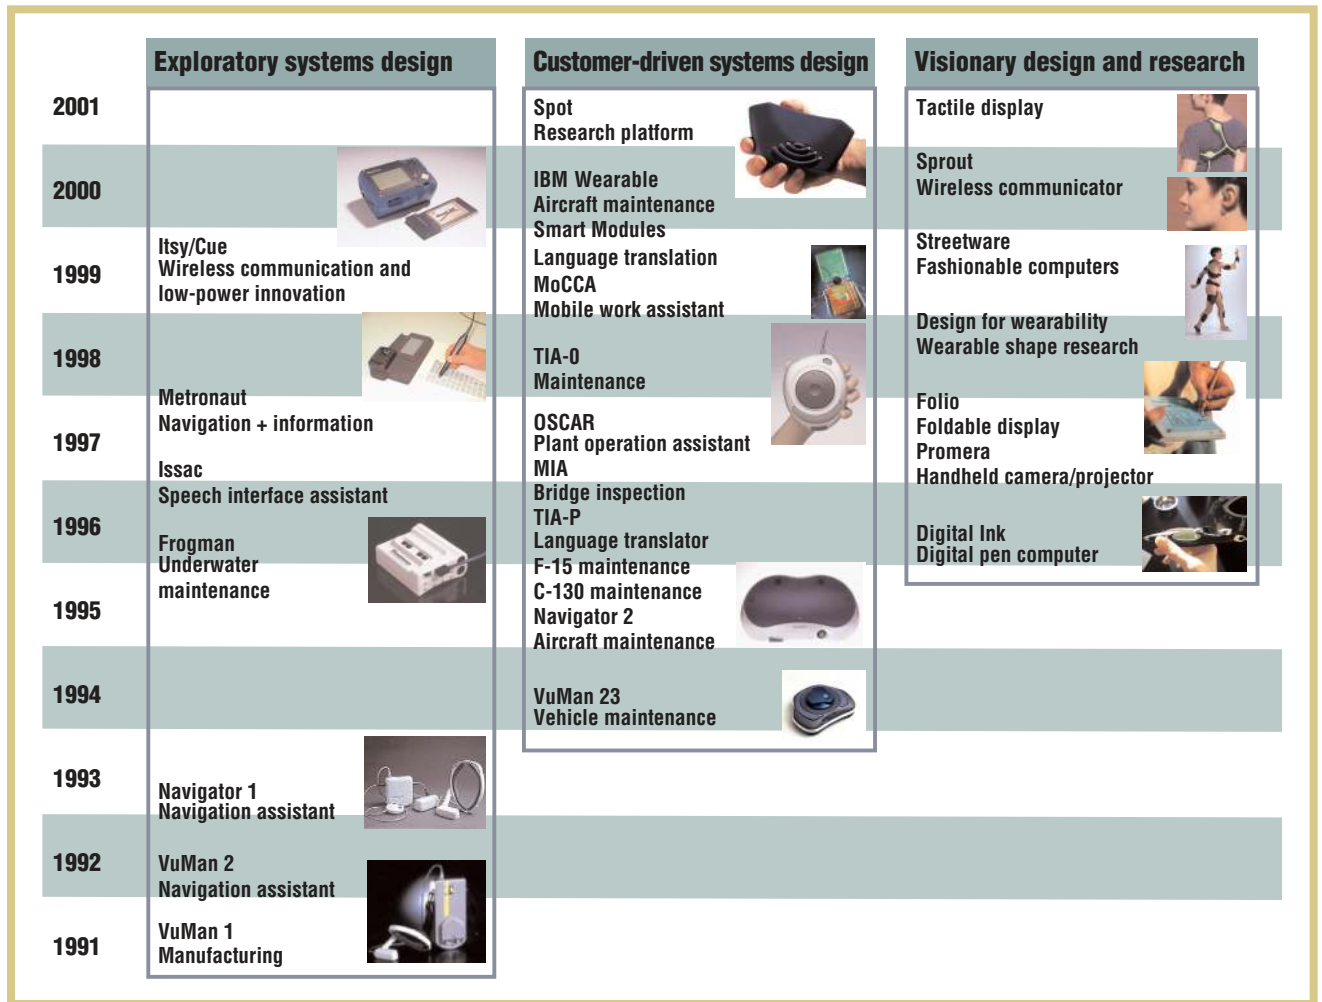 Exploratory systems design
Customer-driven systems design
Visionary design and research
2001
Spot
Research platform
Tactile display
2000
IBM Wearable
Aircraft maintenance
Smart Modules
Sprout
Wireless communicator
1999
Itsy/Cue
Wireless communication and
low-power innovation
Language translation
MoCCA
Mobile work assistant
Streetware
Fashionable computers
1998
TIA-0
Maintenance
Design for wearability
Wearable shape research
1997
Metronaut
Navigation + information
Issac
Speech interface assistant
OSCAR
Plant operation assistant
MIA
Bridge inspection
Folio
Foldable display
Promera
Handheld camera/projector
1996
Frogman
Underwater
maintenance
TIA-P
Language translator
F-15 maintenance
C-130 maintenance
Navigator 2
Aircraft maintenance
Digital Ink
Digital pen computer
1995
1994
VuMan 23
Vehicle maintenance
1993
Navigator 1
Navigation assistant
1992
VuMan 2
Navigation assistant
1991
VuMan 1
Manufacturing